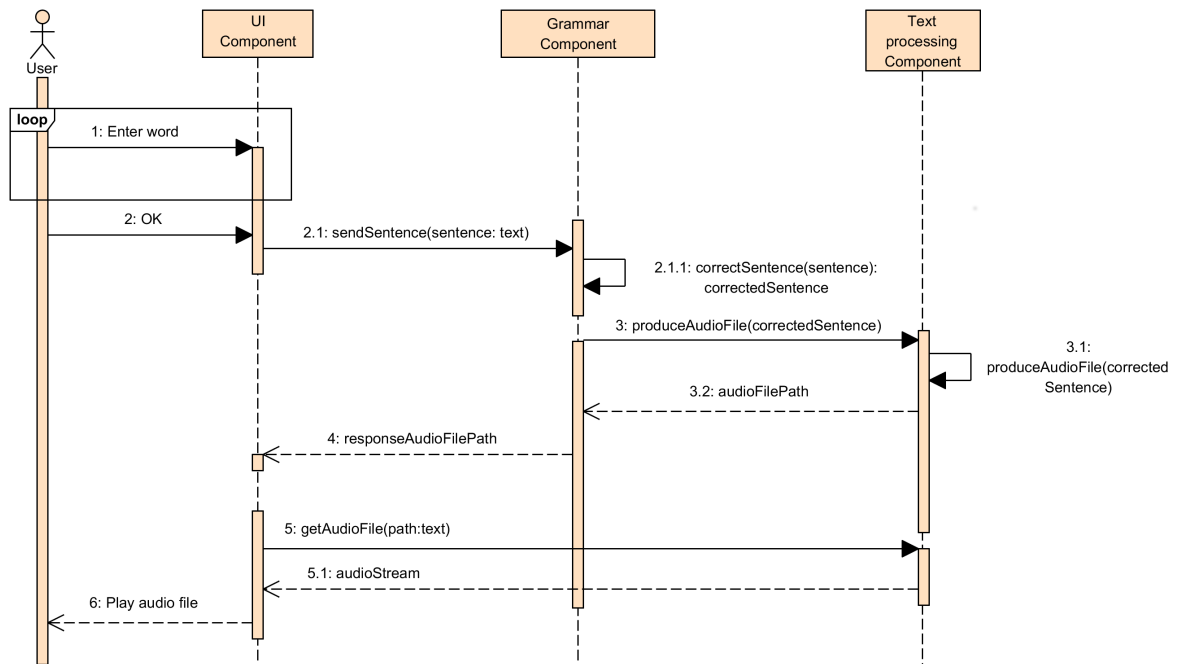 User
UI
Component
Grammar
Component
Text
processing
Component
loop
1: Enter word
2: OK
2.1: sendSentence(sentence: text)
2.1.1: correctSentence(sentence):
correctedSentence
3: produceAudioFile(correctedSentence)
3.1:
produceAudioFile(corrected
Sentence)
3.2: audioFilePath
4: responseAudioFilePath
5: getAudioFile(path:text)
5.1: audioStream
6: Play audio file